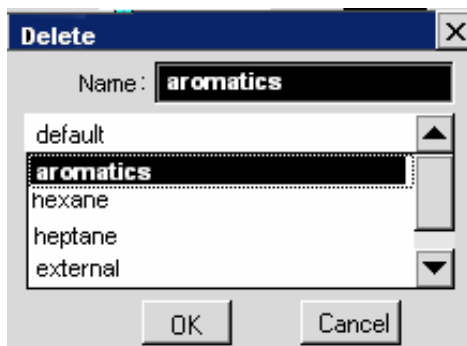 Delete
Name: aromatics
default
aromatics
hexane
heptane
external
OK Cancel